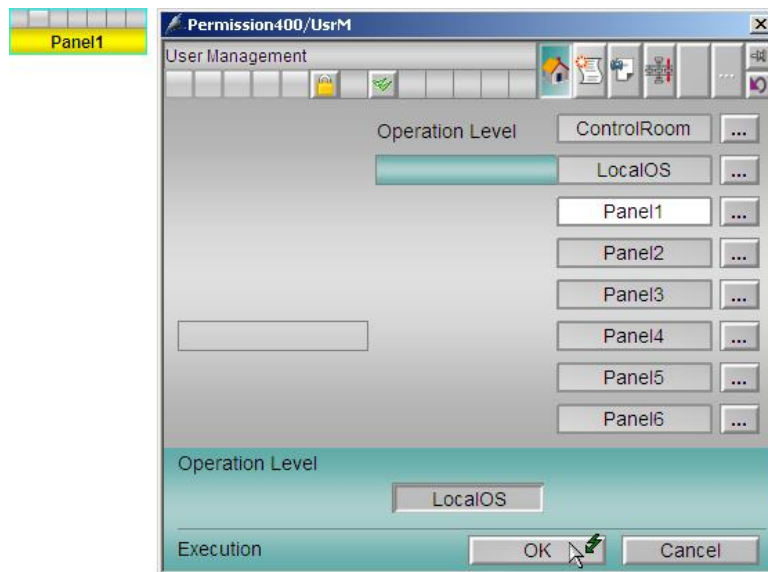 Panel1
Permission400/UsrM
User Management
...
Operation Level
ControlRoom ...
LocalOS ...
Panel1 ...
Panel2 ...
Panel3 ...
Panel4 ...
Panel5 ...
Panel6 ...
Operation Level
LocalOS
Execution OK Cancel